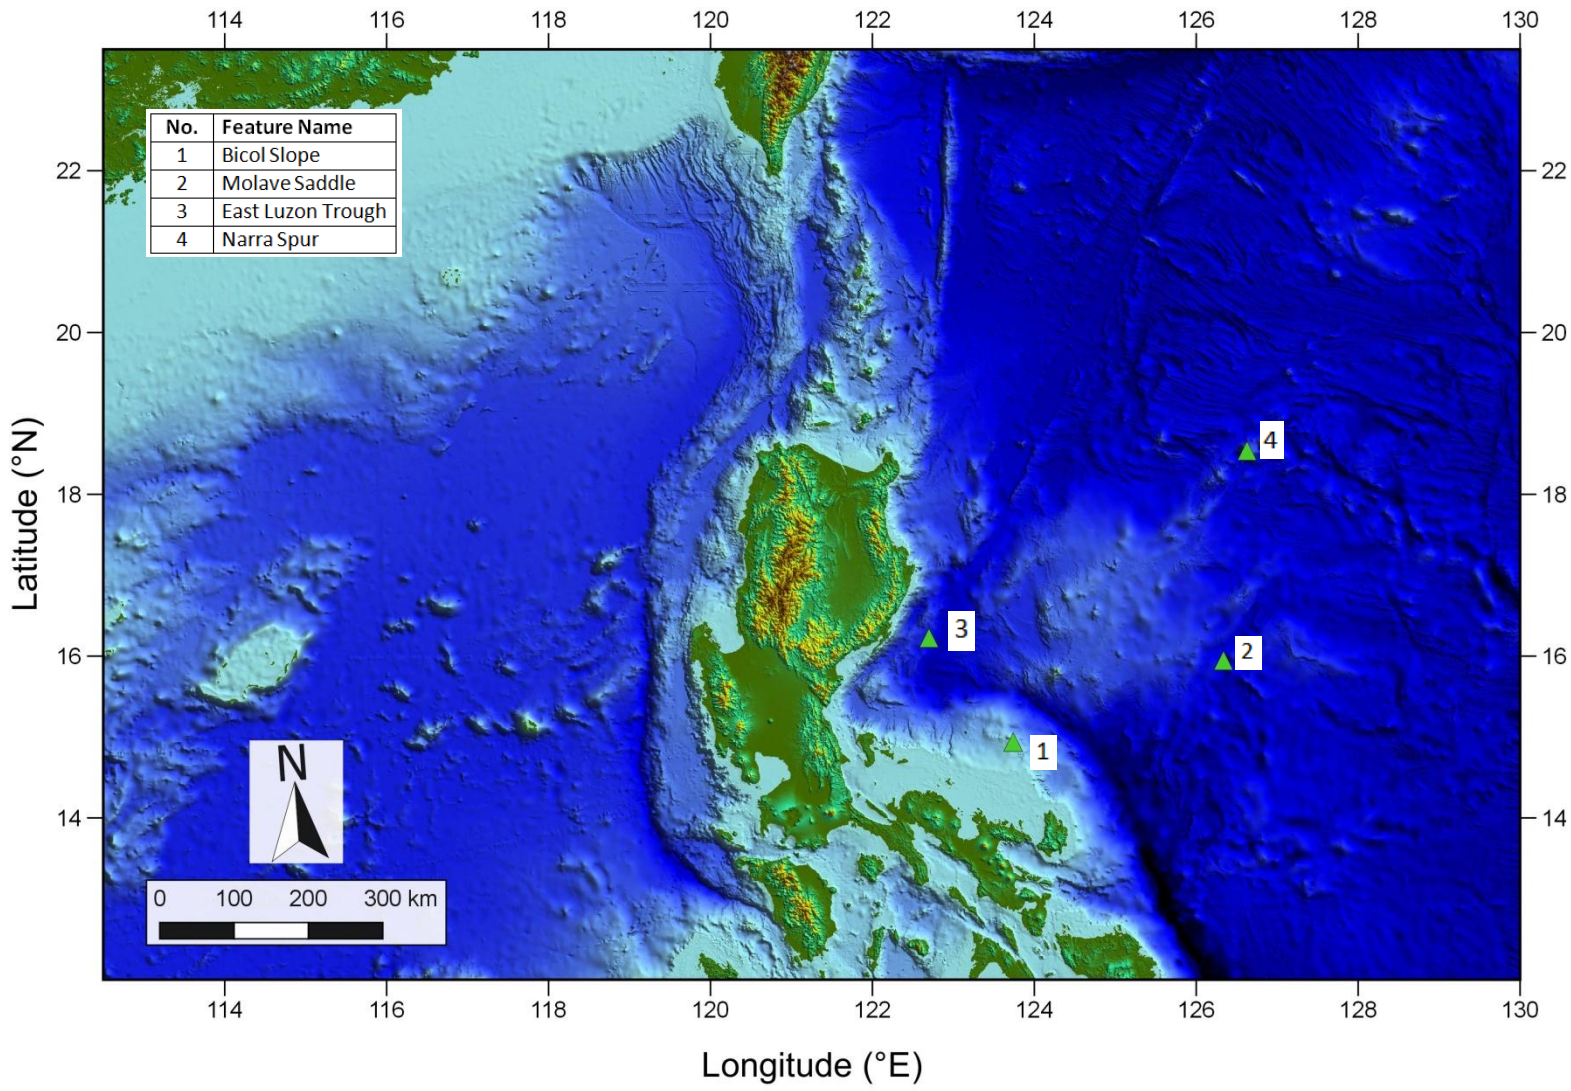 114 116 118 120 122 124 126 128 130
No. Feature Name
1 Bicol Slope
2 Molave Saddle
3 East Luzon Trough
4 Narra Spur
22 22
20 20
4
18 18
3
16 2 16
1
14 14
Latitude (°N)
N
0 100 200 300 km
114 116 118 120 122 124 126 128 130
Longitude (°E)